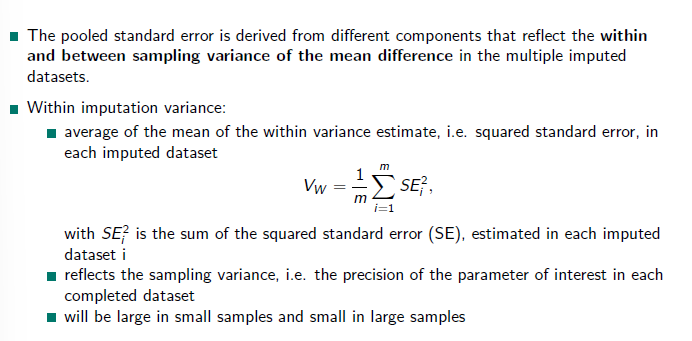 The pooled standard error is derived from different components that reflect the within
and between sampling variance of the mean difference in the multiple imputed
datasets.
Within imputation variance:
average of the mean of the within variance estimate, i.e. squared standard error, in
each imputed dataset
V_W = \frac{1}{m} \sum_{i=1}^{m} SE_i^2,
with SE_i^2 is the sum of the squared standard error (SE), estimated in each imputed
dataset i
reflects the sampling variance, i.e. the precision of the parameter of interest in each
completed dataset
will be large in small samples and small in large samples